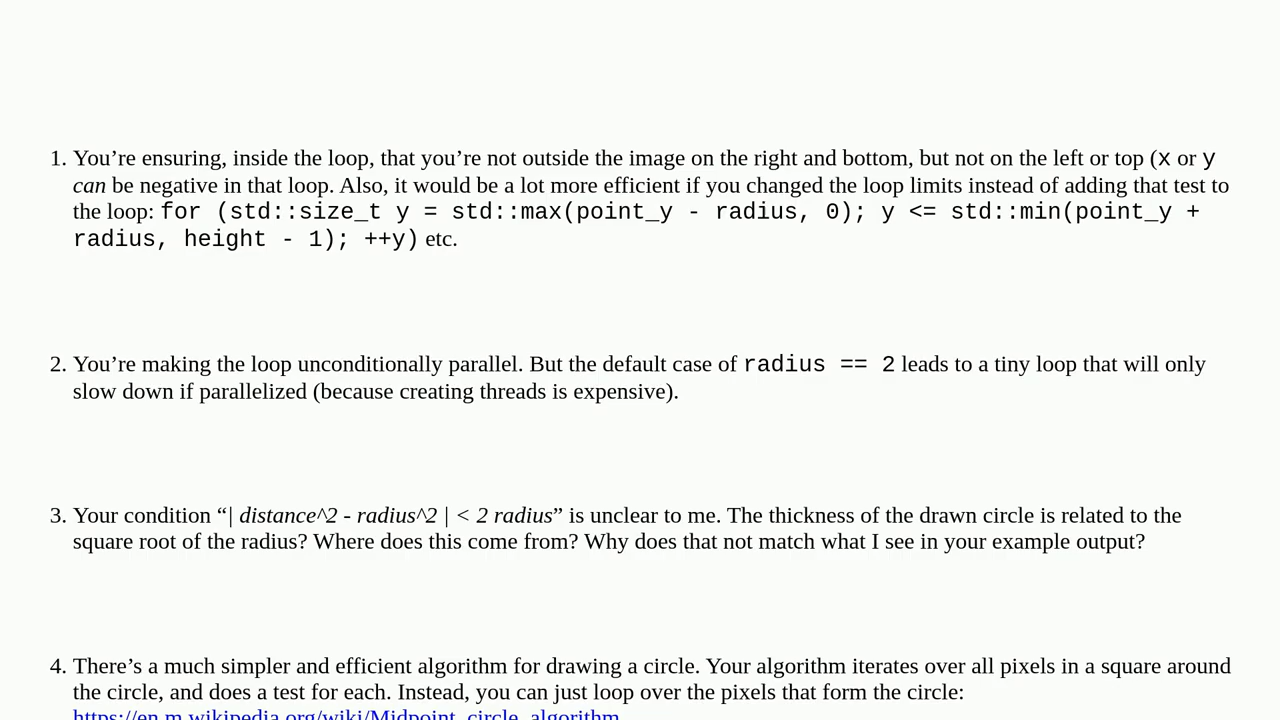 1. You’re ensuring, inside the loop, that you’re not outside the image on the right and bottom, but not on the left or top (x or y
can be negative in that loop. Also, it would be a lot more efficient if you changed the loop limits instead of adding that test to
the loop: for (std::size_t y = std::max(point_y - radius, 0); y <= std::min(point_y +
radius, height - 1); ++y) etc.
2. You’re making the loop unconditionally parallel. But the default case of radius == 2 leads to a tiny loop that will only
slow down if parallelized (because creating threads is expensive).
3. Your condition “| distance^2 - radius^2 | < 2 radius” is unclear to me. The thickness of the drawn circle is related to the
square root of the radius? Where does this come from? Why does that not match what I see in your example output?
4. There’s a much simpler and efficient algorithm for drawing a circle. Your algorithm iterates over all pixels in a square around
the circle, and does a test for each. Instead, you can just loop over the pixels that form the circle:
https://en.m.wikipedia.org/wiki/Midpoint_circle_algorithm